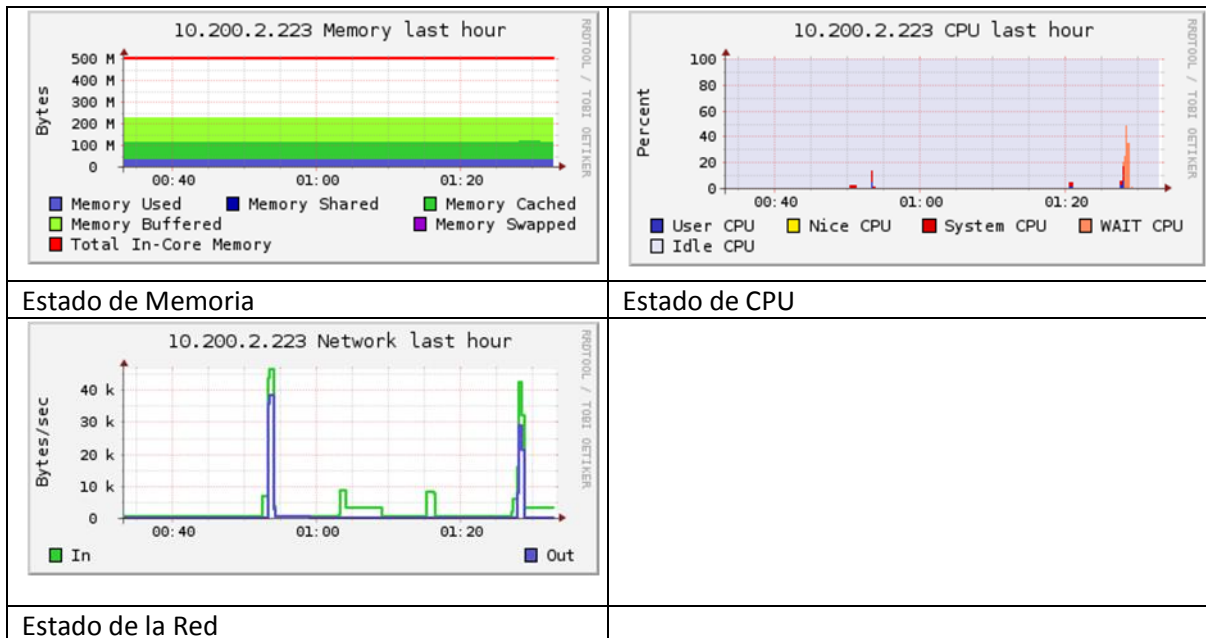 10.200.2.223 Memory last hour
RRDTOOL / TOBI OETIKER
Bytes
500 M
400 M
300 M
200 M
100 M
0
00:40 01:00 01:20
Memory Used Memory Shared Memory Cached
Memory Buffered Memory Swapped
Total In-Core Memory
10.200.2.223 CPU last hour
RRDTOOL / TOBI OETIKER
Percent
100
80
60
40
20
0
00:40 01:00 01:20
User CPU Nice CPU System CPU WAIT CPU
Idle CPU
Estado de Memoria
Estado de CPU
10.200.2.223 Network last hour
RRDTOOL / TOBI OETIKER
Bytes/sec
40 k
30 k
20 k
10 k
0
00:40 01:00 01:20
In Out
Estado de la Red